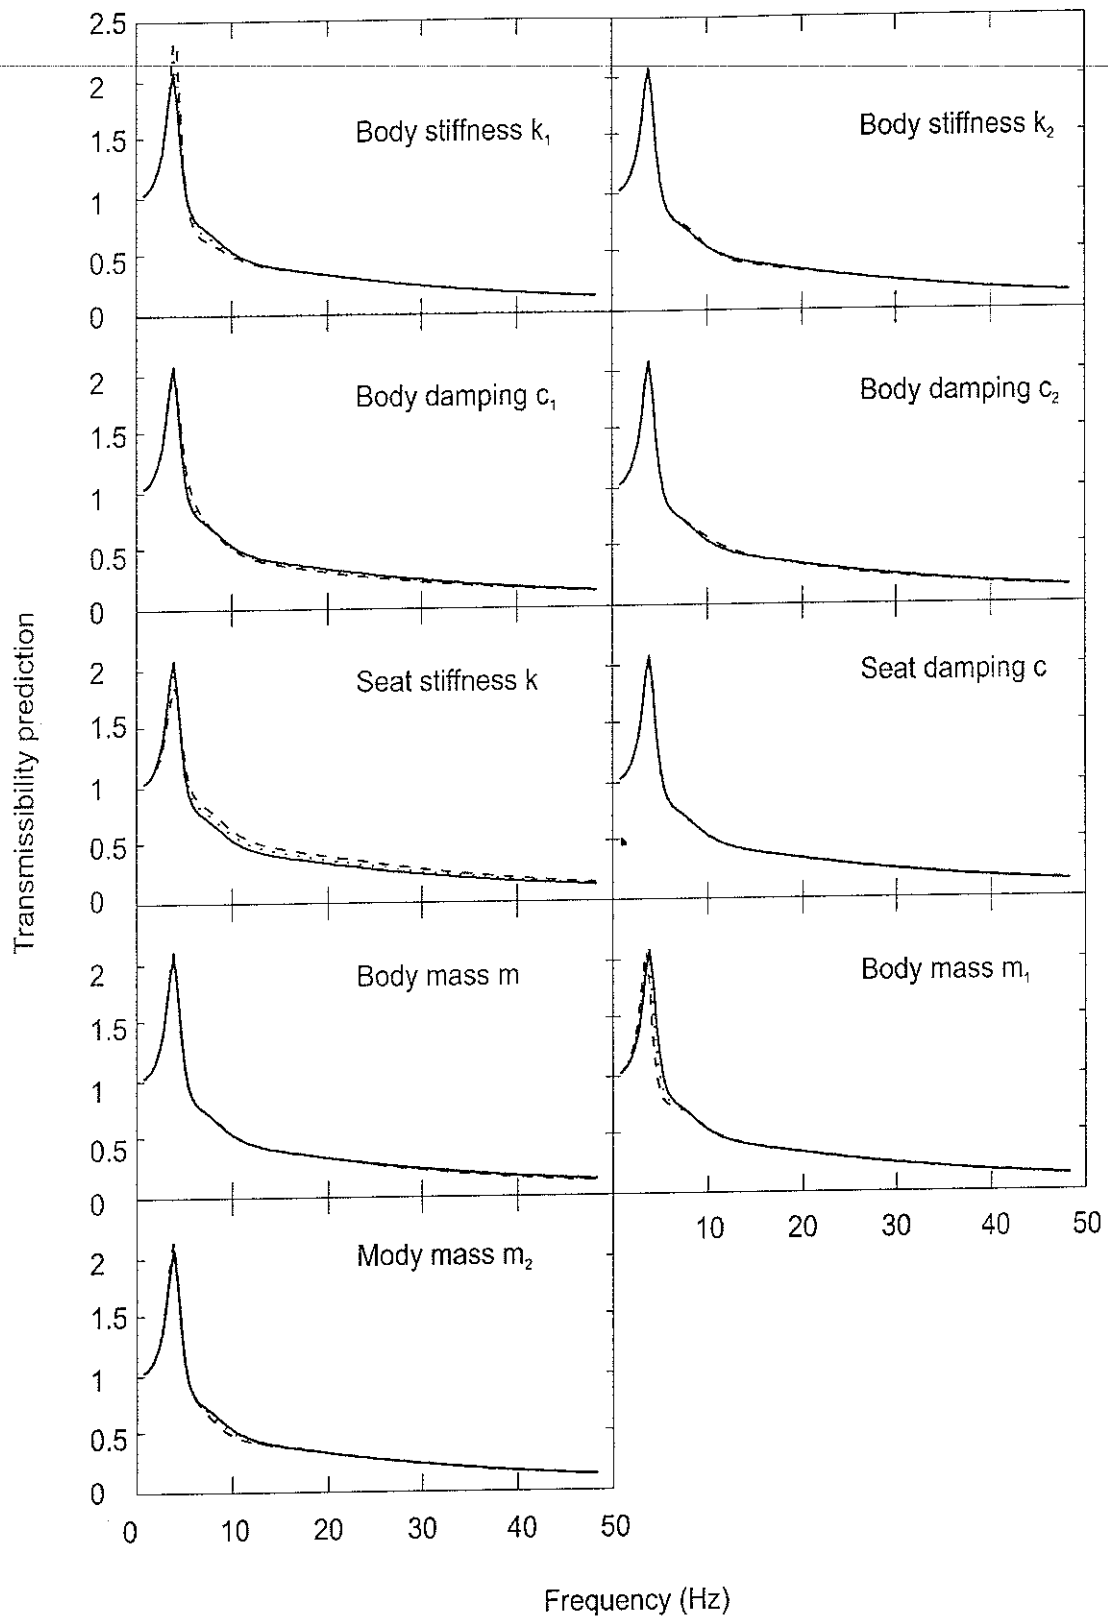 Transmissibility prediction
2.5
2
1.5
1
0.5
0
Body stiffness k₁
Body stiffness k₂
2
1.5
1
0.5
0
Body damping c₁
Body damping c₂
2
1.5
1
0.5
0
Seat stiffness k
Seat damping c
2
1.5
1
0.5
0
Body mass m
Body mass m₁
10 20 30 40 50
2
1.5
1
0.5
0
Mody mass m₂
0 10 20 30 40 50
Frequency (Hz)